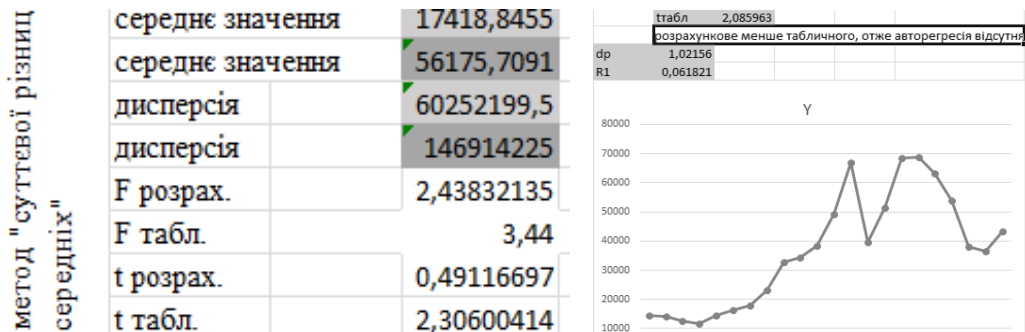 метод "суттєвої різниц
середніх"
середнє значення 17418,8455
середнє значення 56175,7091
дисперсія 60252199,5
дисперсія 146914225
F розрах. 2,43832135
F табл. 3,44
t розрах. 0,49116697
t табл. 2,30600414
tтабл 2,085963
розрахункове менше табличного, отже авторегресія відсутня
dp 1,02156
R1 0,061821
Y
80000
70000
60000
50000
40000
30000
20000
10000